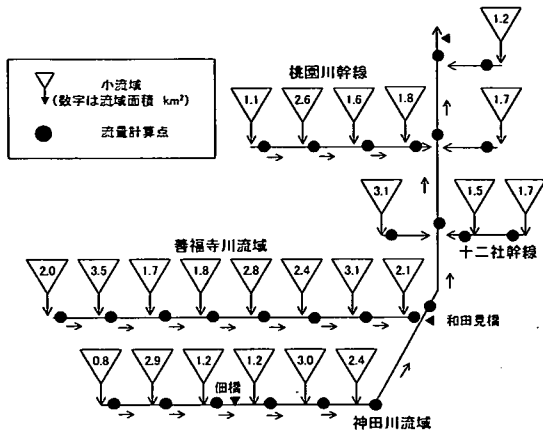 小流域
(数字は流域面積 km²)
流量計算点
1.2
桃園川幹線
1.1 2.6 1.6 1.8 1.7
3.1 1.5 1.7
十二社幹線
善福寺川流域
2.0 3.5 1.7 1.8 2.8 2.4 3.1 2.1
和田見橋
0.8 2.9 1.2 1.2 3.0 2.4
佃橋
神田川流域